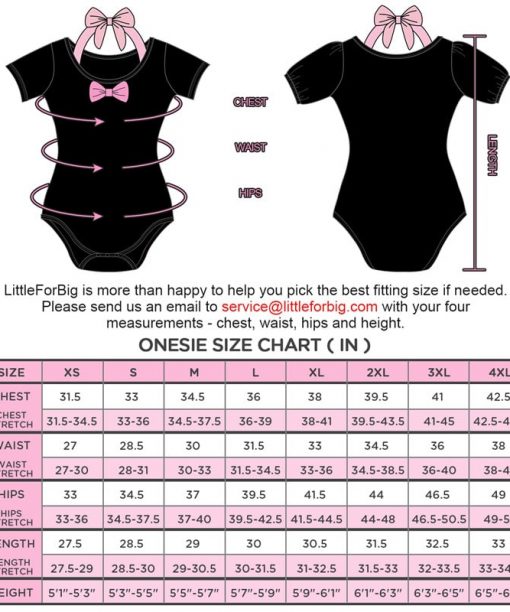 CHEST
WAIST
HIPS
LENGTH
LittleForBig is more than happy to help you pick the best fitting size if needed.
Please send us an email to service@littleforbig.com with your four
measurements - chest, waist, hips and height.
ONESIE SIZE CHART ( IN )
SIZE XS S M L XL 2XL 3XL 4XL
CHEST 31.5 33 34.5 36 38 39.5 41 42.5
CHEST STRETCH 31.5-34.5 33-36 34.5-37.5 36-39 38-41 39.5-43.5 41-45 42.5-4
WAIST 27 28.5 30 31.5 33 34.5 36 38
WAIST STRETCH 27-30 28-31 30-33 31.5-34.5 33-36 34.5-38.5 36-40 38-4
HIPS 33 34.5 37 39.5 41.5 44 46.5 49
HIPS STRETCH 33-36 34.5-37.5 37-40 39.5-42.5 41.5-44.5 44-48 46.5-50.5 49-5
LENGTH 27.5 28.5 29 30 30.5 31.5 32.5 33.5
LENGTH STRETCH 27.5-29 28.5-30 29-30.5 30-31.5 31-32.5 31.5-33 32.5-33.5 33-34
HEIGHT 5'1"-5'3" 5'3'-5'5" 5'5"-5'7" 5'7"-5'9" 5'9"-6'1" 6'1"-6'3" 6'3"-6'5" 6'5"-6